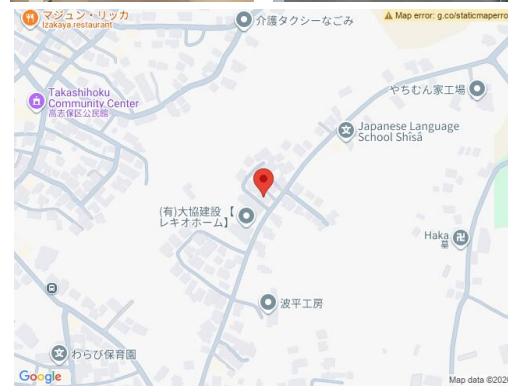 マジュン・リッカ
Izakaya restaurant
介護タクシーなごみ
Map error: g.co/staticmaperro
Takashihoku
Community Center
高志保区公民館
やちむん家工場
Japanese Language
School Shīsā
(有)大協建設【
レキオホーム】
Haka
墓
卍
波平工房
わらび保育園
Google
Map data ©2026